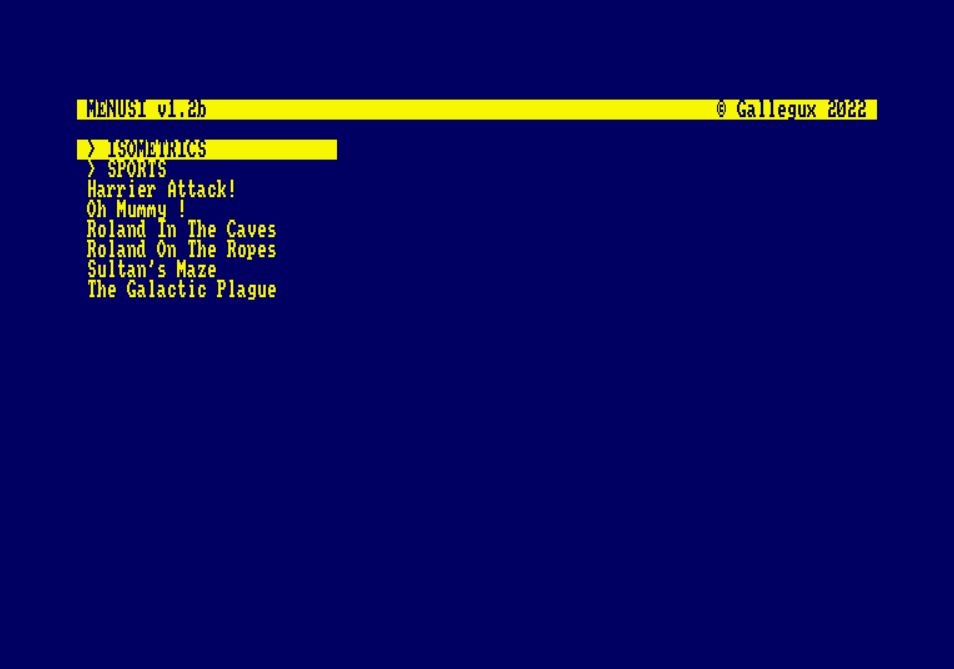 MENUSI v1.2b © Gallegux 2022
> ISOMETRICS
> SPORTS
Harrier Attack!
Oh Mummy !
Roland In The Caves
Roland On The Ropes
Sultan's Maze
The Galactic Plague